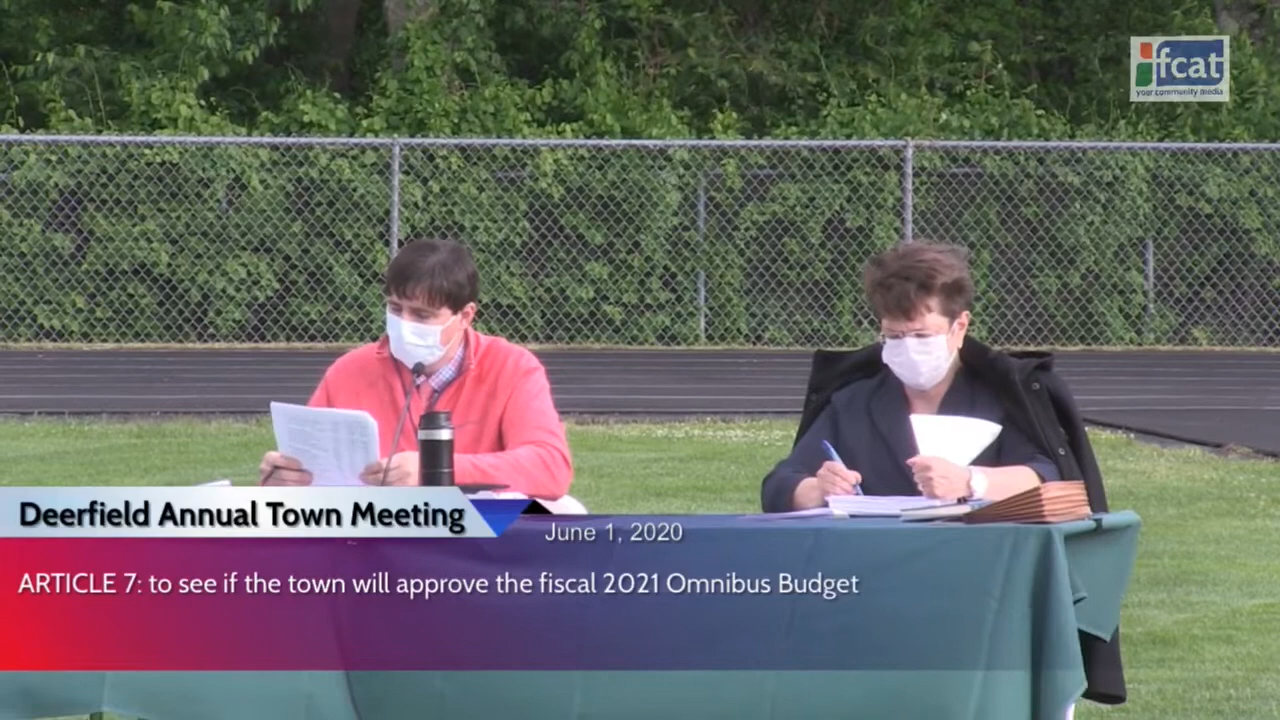 fcat
your community media
Deerfield Annual Town Meeting
June 1, 2020
ARTICLE 7: to see if the town will approve the fiscal 2021 Omnibus Budget